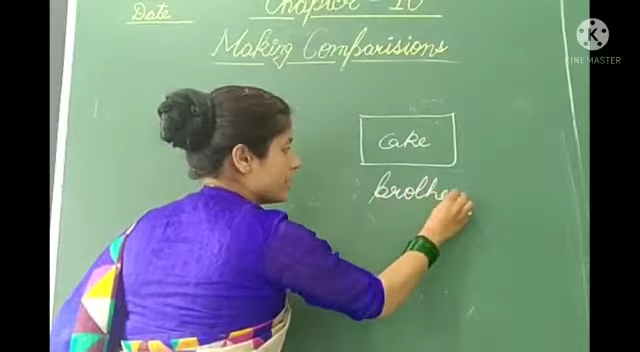 Chapter - 10
Date
Making Comparisions
cake
brothe
K
KINEMASTER